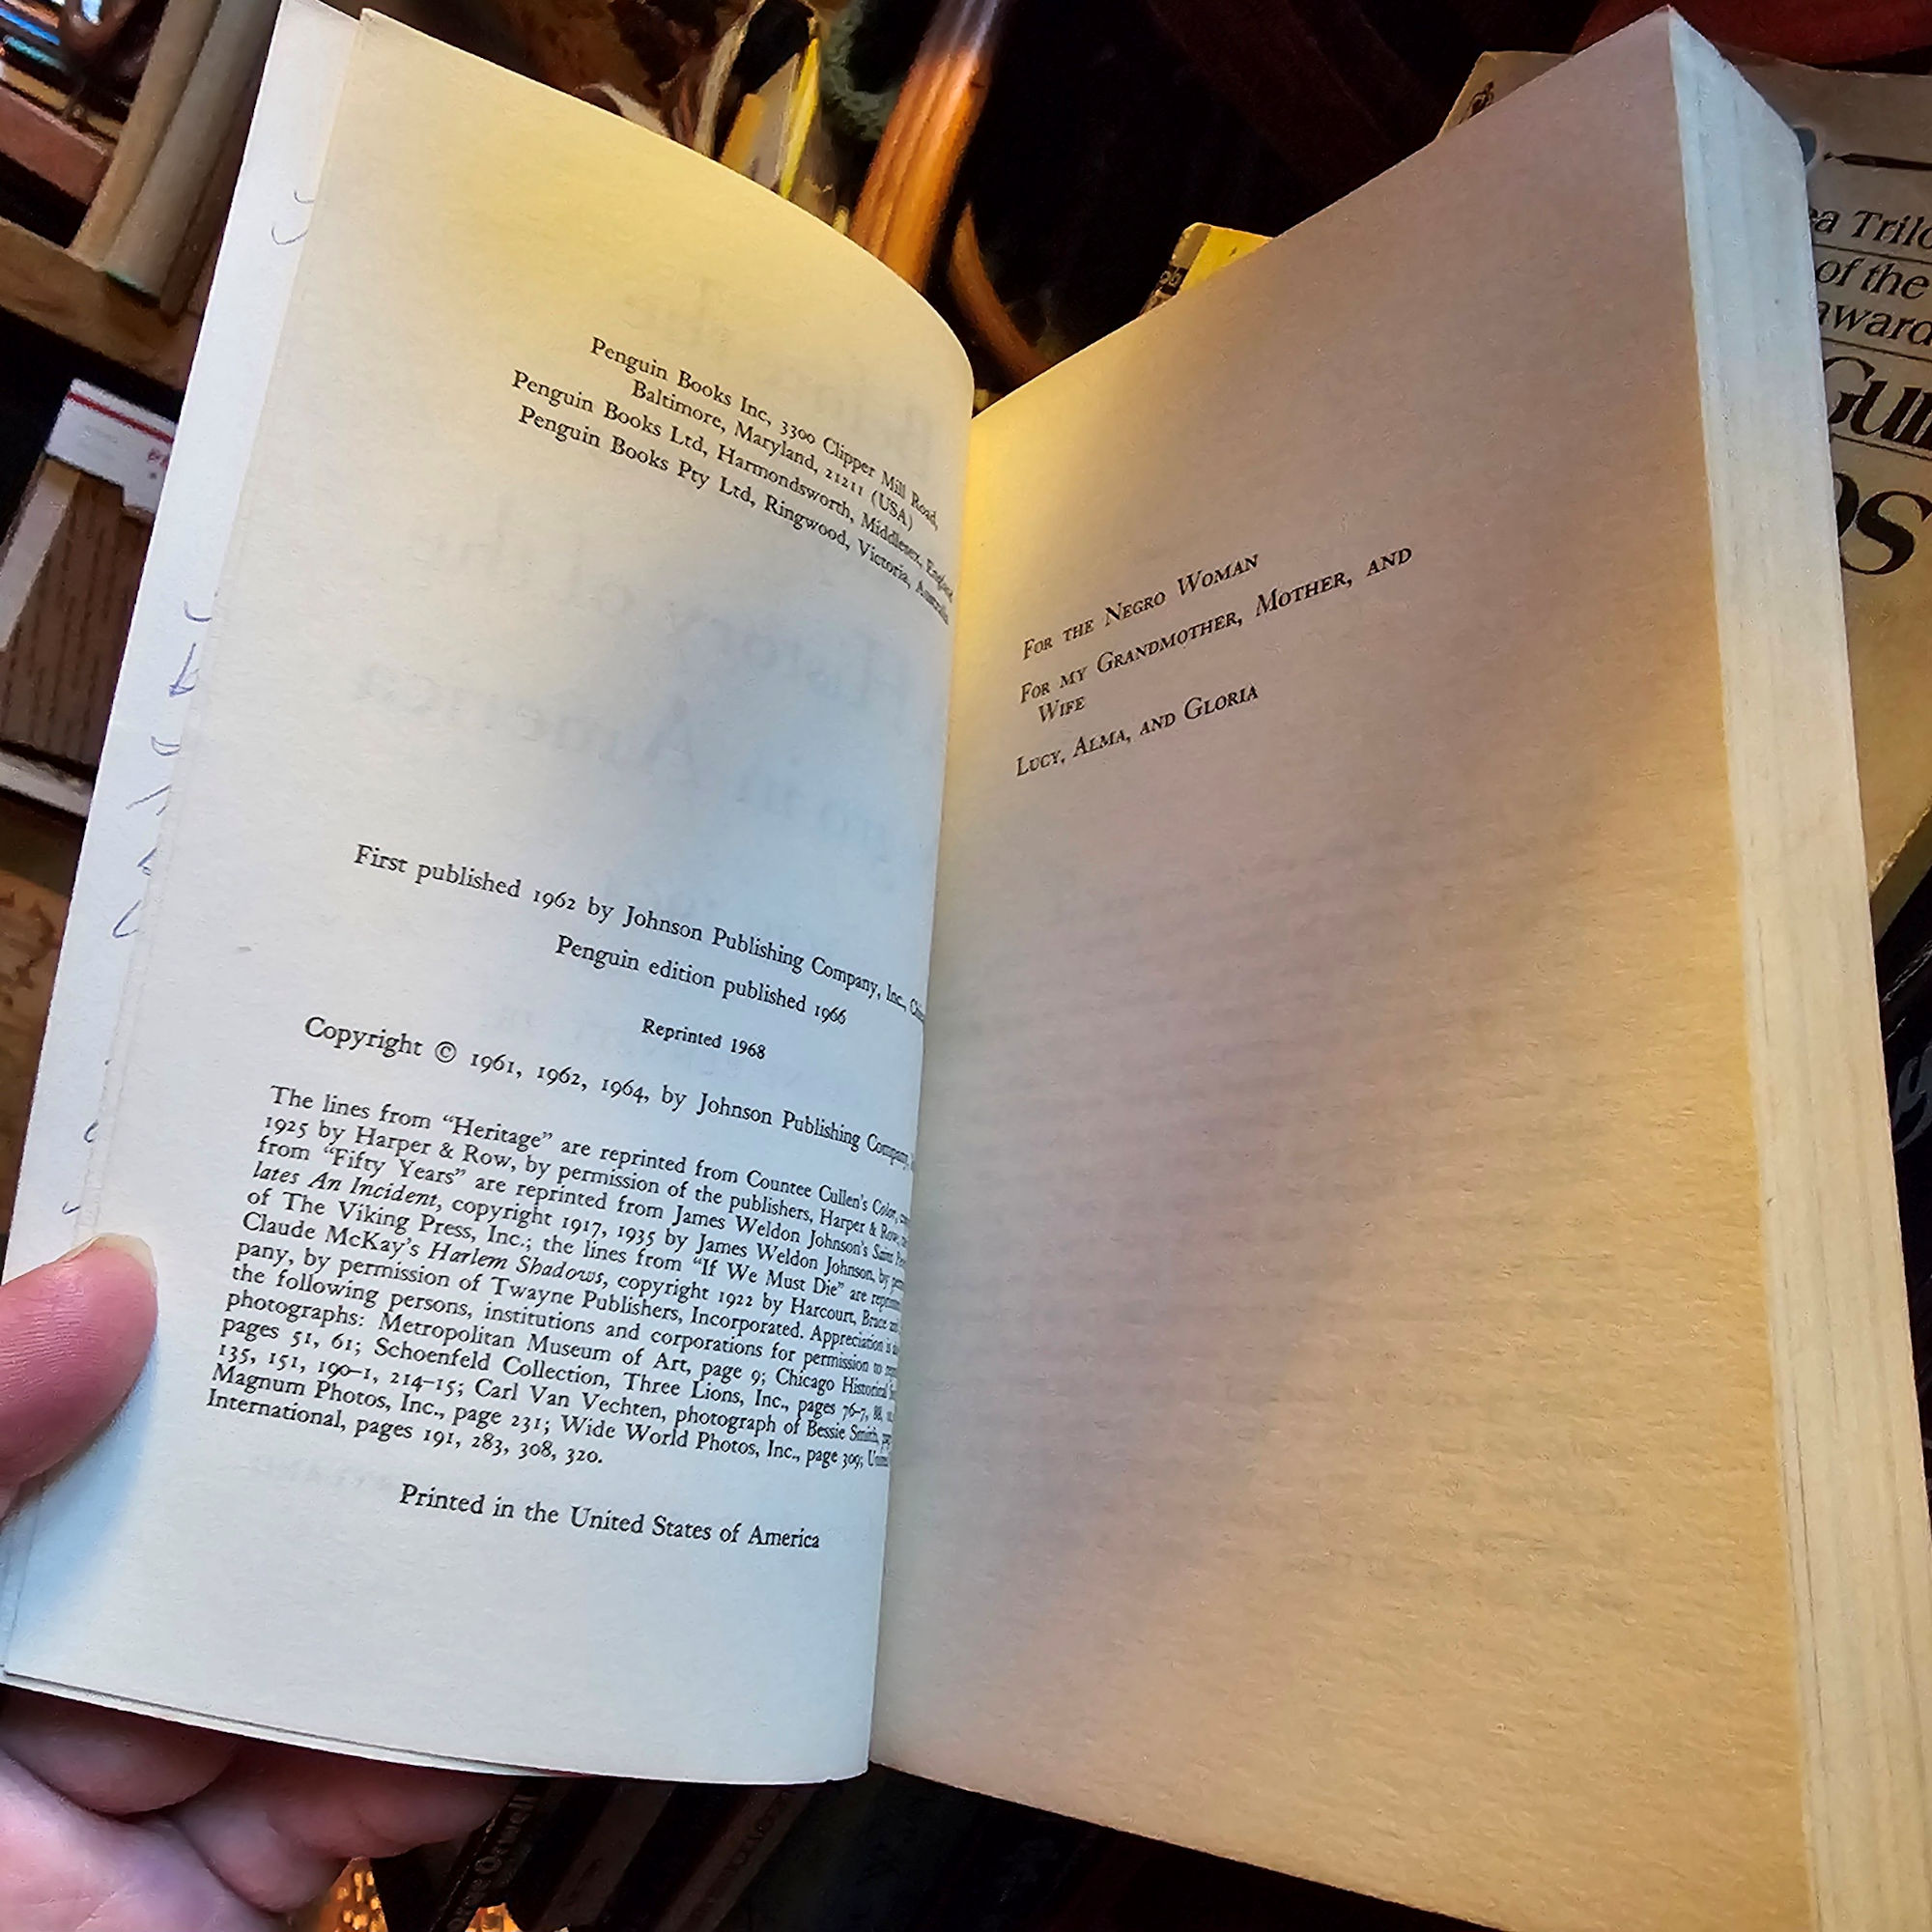 Penguin Books Inc, 3300 Clipper Mill Road,
Baltimore, Maryland, 21211 (USA)
Penguin Books Ltd, Harmondsworth, Middlesex, England
Penguin Books Pty Ltd, Ringwood, Victoria, Australia
First published 1962 by Johnson Publishing Company, Inc.,
Penguin edition published 1966
Reprinted 1968
Copyright © 1961, 1962, 1964, by Johnson Publishing Company,
The lines from “Heritage” are reprinted from Countee Cullen's Color,
1925 by Harper & Row, by permission of the publishers, Harper & Row,
from “Fifty Years” are reprinted from James Weldon Johnson's Saint
lates An Incident, copyright 1917, 1935 by James Weldon Johnson, by
of The Viking Press, Inc.; the lines from “If We Must Die” are
Claude McKay's Harlem Shadows, copyright 1922 by Harcourt, Brace
pany, by permission of Twayne Publishers, Incorporated. Appreciation is
the following persons, institutions and corporations for permission to
photographs: Metropolitan Museum of Art, page 9; Chicago Historical
pages 51, 61; Schoenfeld Collection, Three Lions, Inc., pages 76–7, 88,
135, 151, 190–1, 214–15; Carl Van Vechten, photograph of Bessie Smith,
Magnum Photos, Inc., page 231; Wide World Photos, Inc., page 309;
International, pages 191, 283, 308, 320.
Printed in the United States of America
For the Negro Woman
For my Grandmother, Mother, and
Wife
Lucy, Alma, and Gloria
Trilo
of the
award